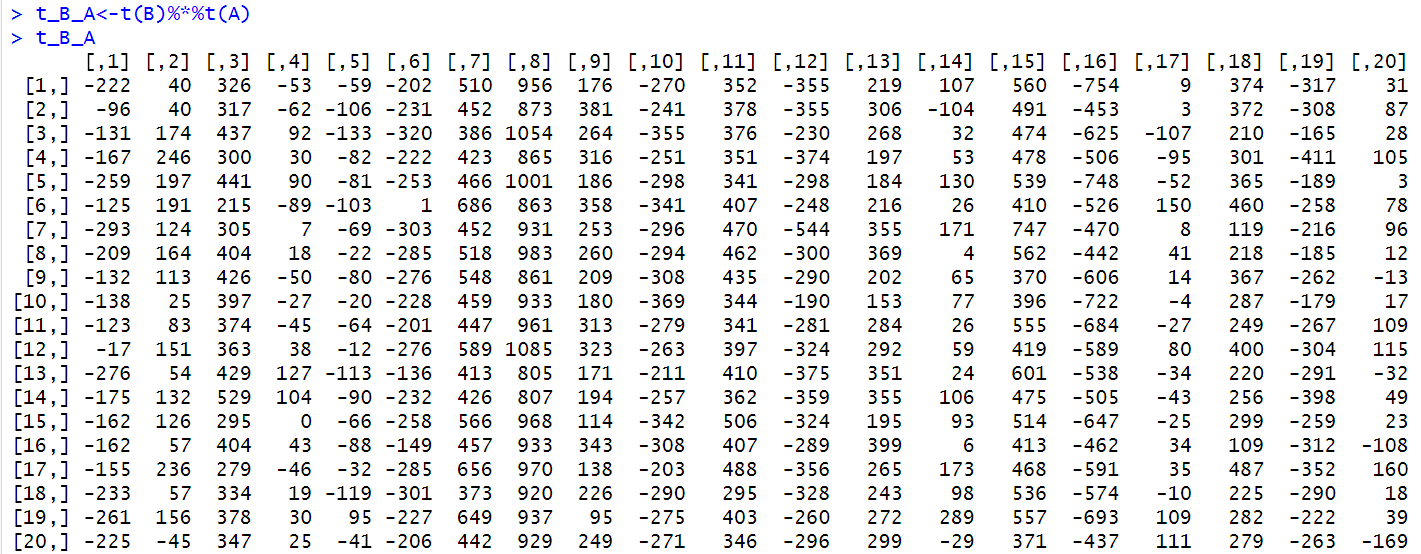 > t_B_A<-t(B)%*%t(A)
> t_B_A
[,1] [,2] [,3] [,4] [,5] [,6] [,7] [,8] [,9] [,10] [,11] [,12] [,13] [,14] [,15] [,16] [,17] [,18] [,19] [,20]
[1,] -222 40 326 -53 -59 -202 510 956 176 -270 352 -355 219 107 560 -754 9 374 -317 31
[2,] -96 40 317 -62 -106 -231 452 873 381 -241 378 -355 306 -104 491 -453 3 372 -308 87
[3,] -131 174 437 92 -133 -320 386 1054 264 -355 376 -230 268 32 474 -625 -107 210 -165 28
[4,] -167 246 300 30 -82 -222 423 865 316 -251 351 -374 197 53 478 -506 -95 301 -411 105
[5,] -259 197 441 90 -81 -253 466 1001 186 -298 341 -298 184 130 539 -748 -52 365 -189 3
[6,] -125 191 215 -89 -103 1 686 863 358 -341 407 -248 216 26 410 -526 150 460 -258 78
[7,] -293 124 305 7 -69 -303 452 931 253 -296 470 -544 355 171 747 -470 8 119 -216 96
[8,] -209 164 404 18 -22 -285 518 983 260 -294 462 -300 369 4 562 -442 41 218 -185 12
[9,] -132 113 426 -50 -80 -276 548 861 209 -308 435 -290 202 65 370 -606 14 367 -262 -13
[10,] -138 25 397 -27 -20 -228 459 933 180 -369 344 -190 153 77 396 -722 -4 287 -179 17
[11,] -123 83 374 -45 -64 -201 447 961 313 -279 341 -281 284 26 555 -684 -27 249 -267 109
[12,] -17 151 363 38 -12 -276 589 1085 323 -263 397 -324 292 59 419 -589 80 400 -304 115
[13,] -276 54 429 127 -113 -136 413 805 171 -211 410 -375 351 24 601 -538 -34 220 -291 -32
[14,] -175 132 529 104 -90 -232 426 807 194 -257 362 -359 355 106 475 -505 -43 256 -398 49
[15,] -162 126 295 0 -66 -258 566 968 114 -342 506 -324 195 93 514 -647 -25 299 -259 23
[16,] -162 57 404 43 -88 -149 457 933 343 -308 407 -289 399 6 413 -462 34 109 -312 -108
[17,] -155 236 279 -46 -32 -285 656 970 138 -203 488 -356 265 173 468 -591 35 487 -352 160
[18,] -233 57 334 19 -119 -301 373 920 226 -290 295 -328 243 98 536 -574 -10 225 -290 18
[19,] -261 156 378 30 95 -227 649 937 95 -275 403 -260 272 289 557 -693 109 282 -222 39
[20,] -225 -45 347 25 -41 -206 442 929 249 -271 346 -296 299 -29 371 -437 111 279 -263 -169